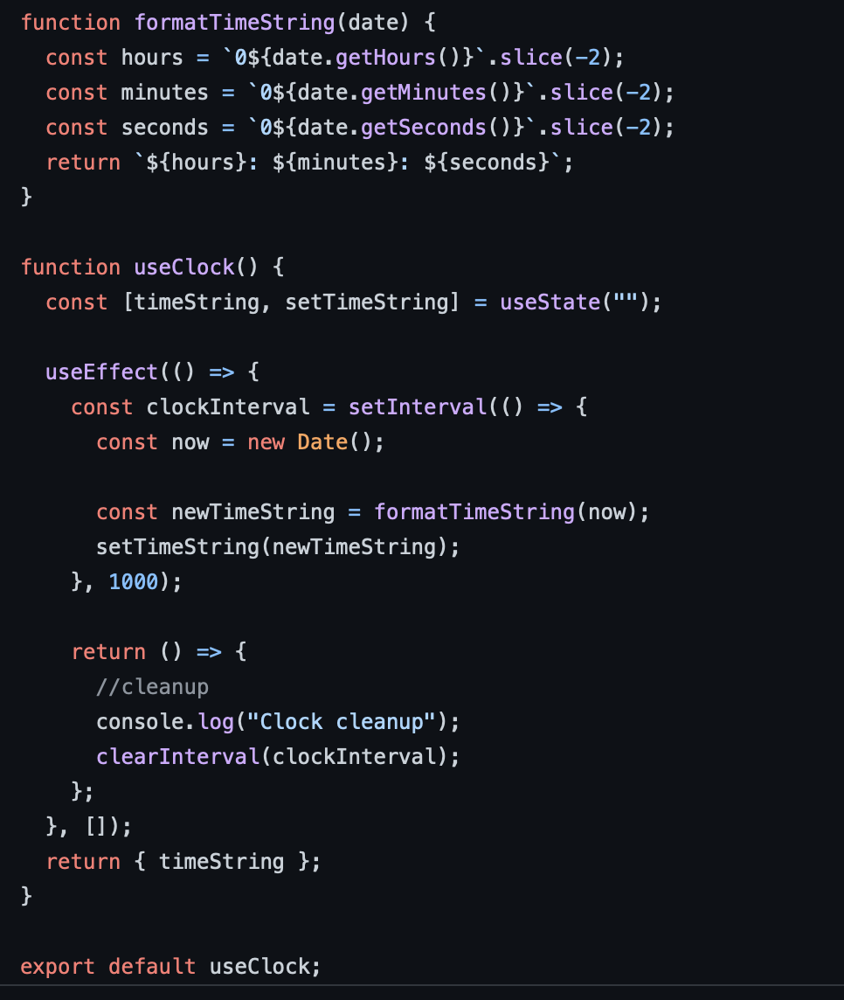 function formatTimeString(date) {
  const hours = `0${date.getHours()}`.slice(-2);
  const minutes = `0${date.getMinutes()}`.slice(-2);
  const seconds = `0${date.getSeconds()}`.slice(-2);
  return `${hours}: ${minutes}: ${seconds}`;
}

function useClock() {
  const [timeString, setTimeString] = useState("");

  useEffect(() => {
    const clockInterval = setInterval(() => {
      const now = new Date();

      const newTimeString = formatTimeString(now);
      setTimeString(newTimeString);
    }, 1000);

    return () => {
      //cleanup
      console.log("Clock cleanup");
      clearInterval(clockInterval);
    };
  }, []);
  return { timeString };
}

export default useClock;